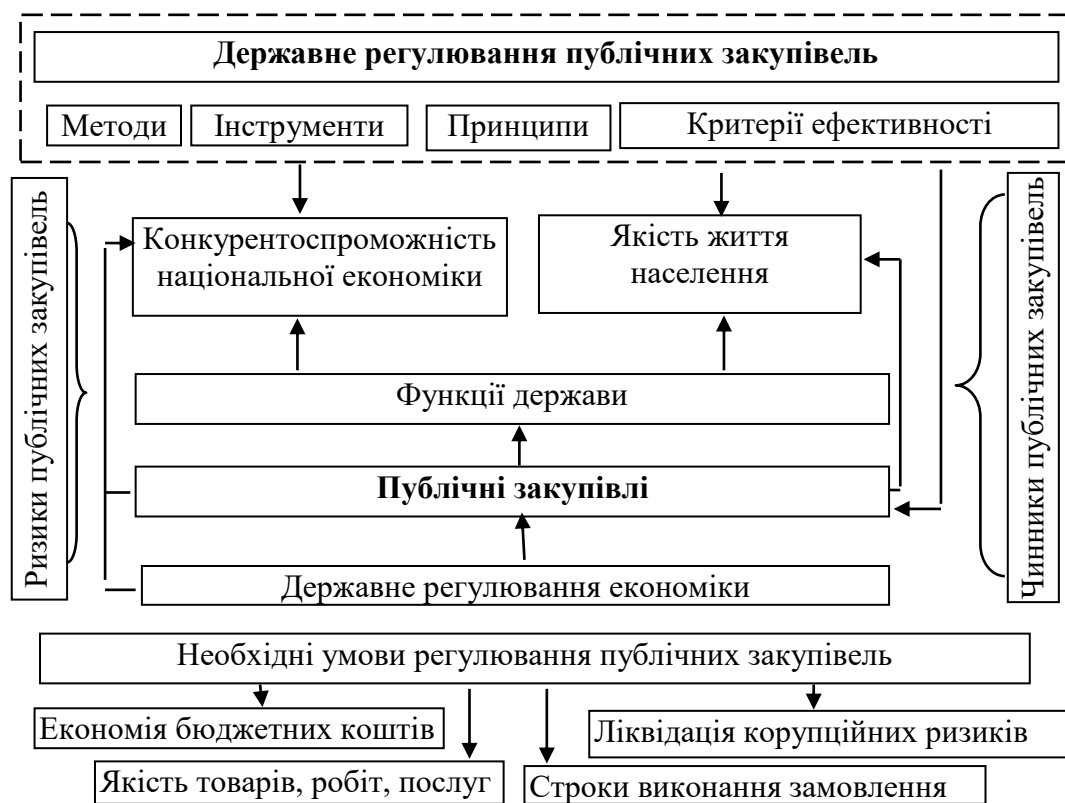 Державне регулювання публічних закупівель
Методи
Інструменти
Принципи
Критерії ефективності
Ризики публічних закупівель
Конкурентоспроможність
національної економіки
Якість життя
населення
Чинники публічних закупівель
Функції держави
Публічні закупівлі
Державне регулювання економіки
Необхідні умови регулювання публічних закупівель
Економія бюджетних коштів
Ліквідація корупційних ризиків
Якість товарів, робіт, послуг
Строки виконання замовлення